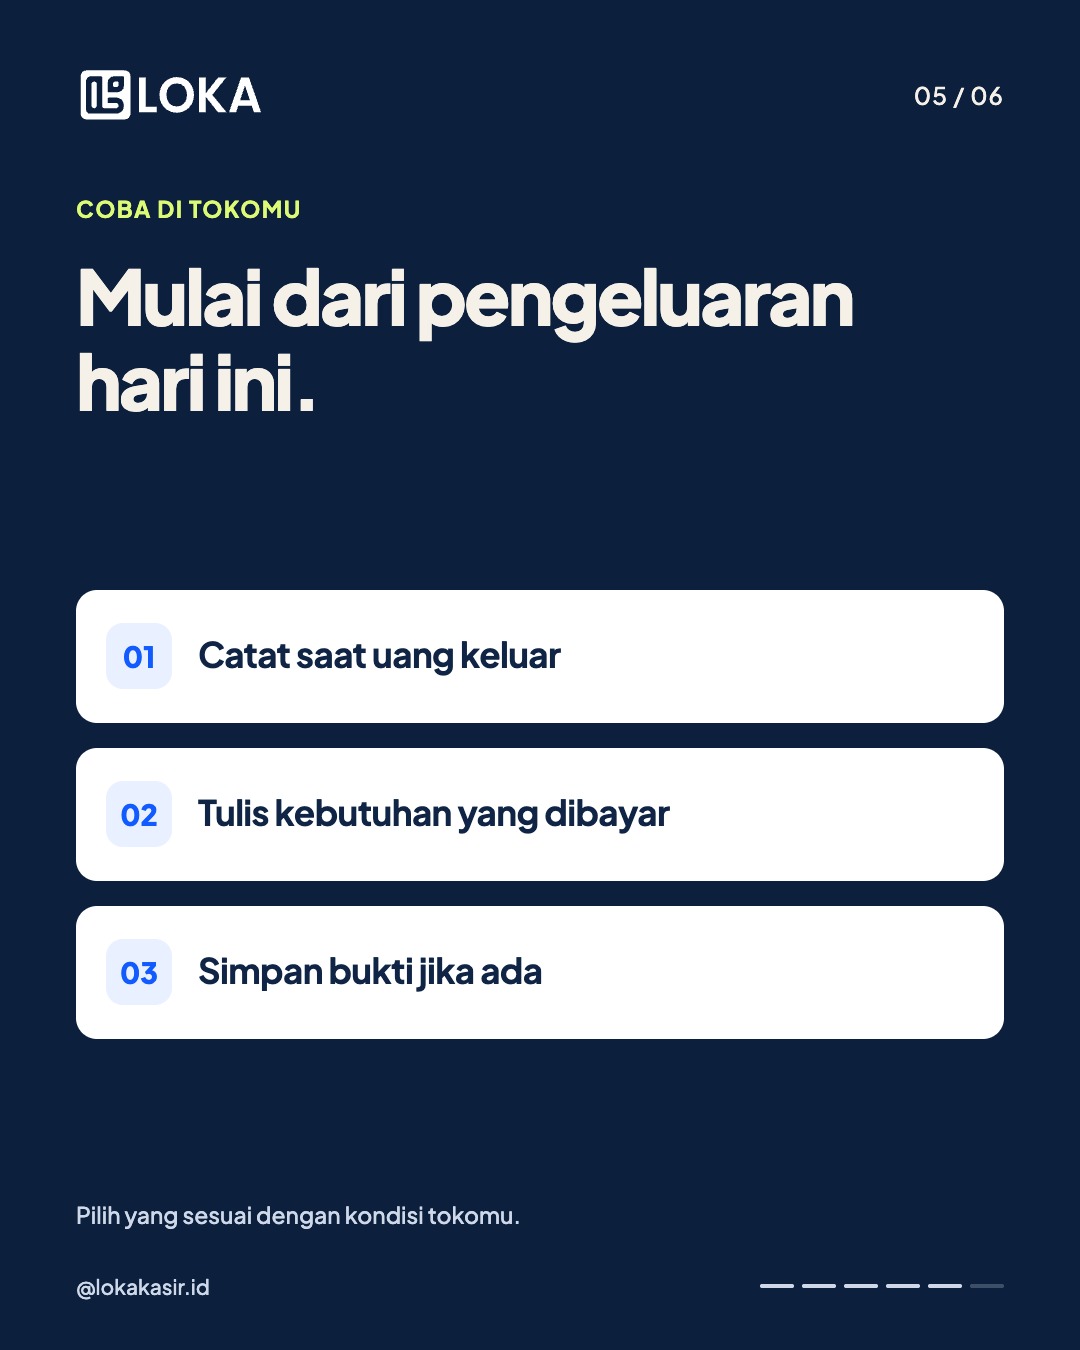 LOKA
05 / 06
COBA DI TOKOMU
Mulai dari pengeluaran
hari ini.
01 Catat saat uang keluar
02 Tulis kebutuhan yang dibayar
03 Simpan bukti jika ada
Pilih yang sesuai dengan kondisi tokomu.
@lokakasir.id